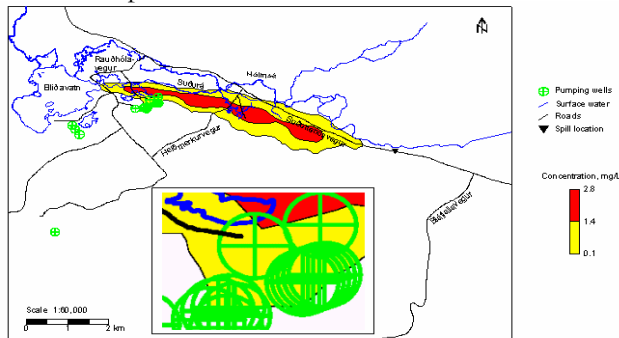 N
Rauðhóla-
vegur
Suðurá
Hólmsá
Elliðavatn
Suðurlandsvegur
Heiðmerkurvegur
Bláfjallavegur
Pumping wells
Surface water
Roads
Spill location
Concentration, mg/L
2.8
1.4
0.1
Scale 1:60,000
0 1 2 km